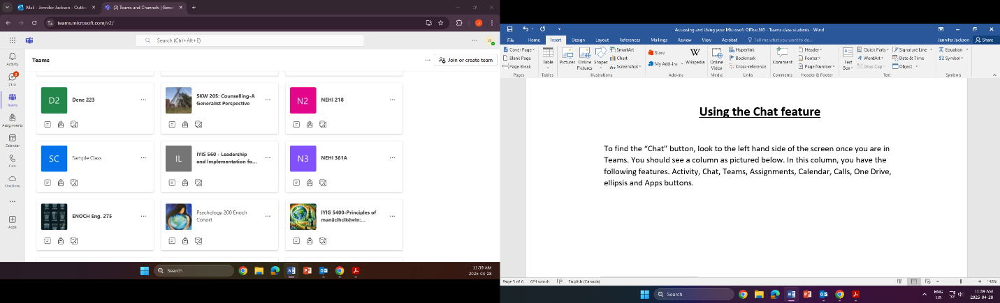 Mail - Jennifer Jackson - Outlo
(2) Teams and Channels | Gene
teams.microsoft.com/v2/
Search (Ctrl+Alt+E)
Activity
2
Chat
Teams
Assignments
Calendar
Calls
OneDrive
Apps
Teams
Join or create team
D2
Dene 223
SKW 205: Counselling-A
Generalist Perspective
N2
NEHI 218
SC
Sample Class
IL
IYIS 560 - Leadership
and Implementation fo...
N3
NEHI 361A
ENOCH Eng. 275
Psychology 200 Enoch
Cohort
IYIG 5400-Principles of
manâcihcikêwin:...
Search
11:39 AM
2025-04-28
Accessing and Using your Microsoft Office 365 - Teams class students - Word
File Home Insert Design Layout References Mailings Review View Acrobat Tell me what you want to do... Jennifer Jackson Share
Cover Page
Blank Page
Page Break
Pages
Table
Tables
Pictures
Online
Pictures
Shapes
SmartArt
Chart
Screenshot
Illustrations
Store
My Add-ins
Wikipedia
Add-ins
Online
Video
Media
Hyperlink
Bookmark
Cross-reference
Links
Comment
Comments
Header
Footer
Page Number
Header & Footer
Text
Box
Quick Parts
WordArt
Drop Cap
Signature Line
Date & Time
Object
Text
Equation
Symbol
Symbols
Using the Chat feature
To find the “Chat” button, look to the left hand side of the screen once you are in
Teams. You should see a column as pictured below. In this column, you have the
following features. Activity, Chat, Teams, Assignments, Calendar, Calls, One Drive,
ellipsis and Apps buttons.
Page 5 of 6 624 words English (Canada)
148%
Search
ENG
US
11:39 AM
2025-04-28